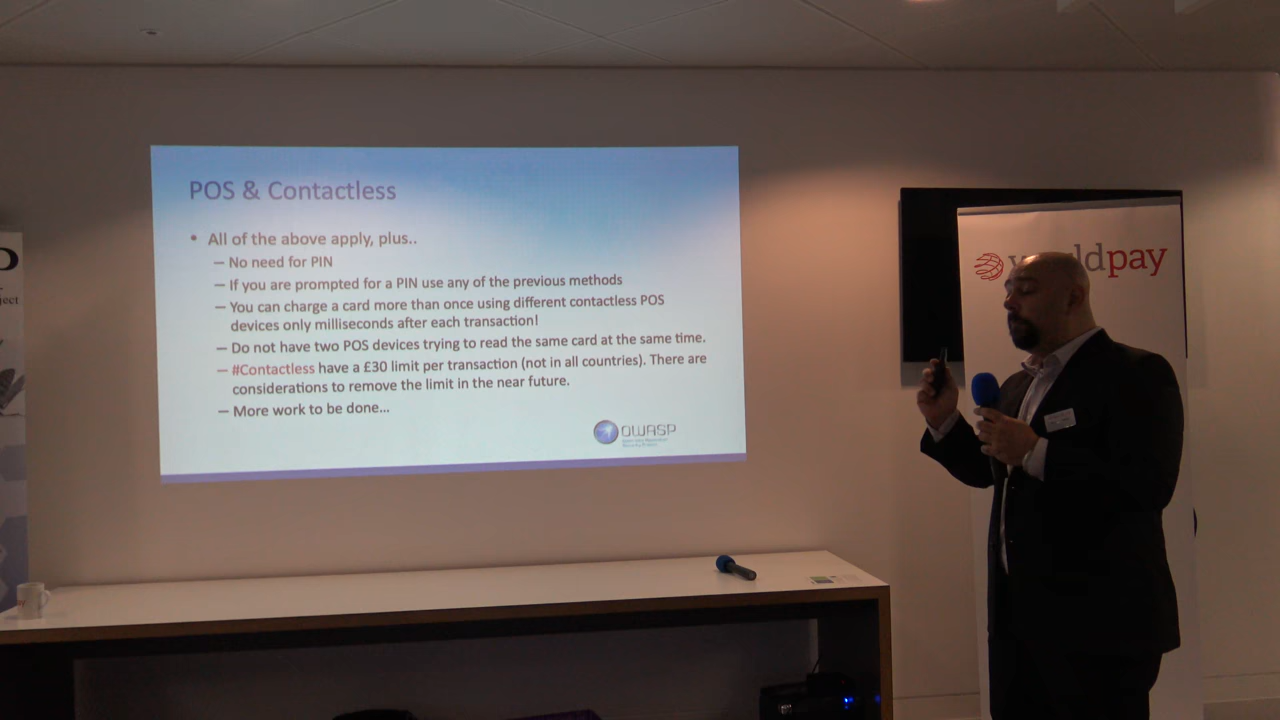 POS & Contactless
• All of the above apply, plus..
– No need for PIN
– If you are prompted for a PIN use any of the previous methods
– You can charge a card more than once using different contactless POS
devices only milliseconds after each transaction!
– Do not have two POS devices trying to read the same card at the same time.
– #Contactless have a £30 limit per transaction (not in all countries). There are
considerations to remove the limit in the near future.
– More work to be done...
OWASP
worldpay
P
ject